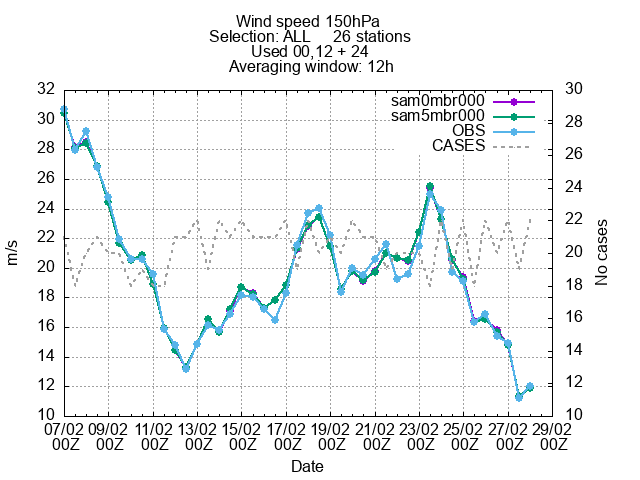 Wind speed 150hPa
Selection: ALL 26 stations
Used 00,12 + 24
Averaging window: 12h
sam0mbr000
sam5mbr000
OBS
CASES
m/s
32
30
28
26
24
22
20
18
16
14
12
10
No cases
30
28
26
24
22
20
18
16
14
12
10
07/02 09/02 11/02 13/02 15/02 17/02 19/02 21/02 23/02 25/02 27/02 29/02
00Z 00Z 00Z 00Z 00Z 00Z 00Z 00Z 00Z 00Z 00Z 00Z
Date